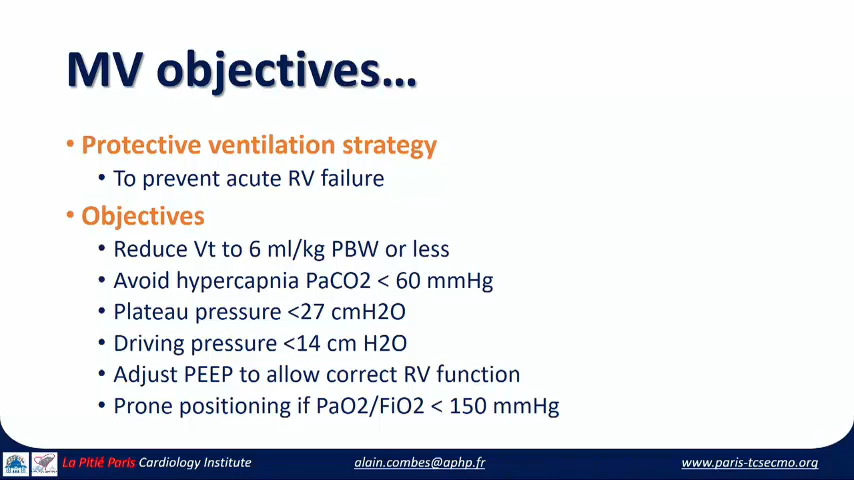 MV objectives…
• Protective ventilation strategy
• To prevent acute RV failure
• Objectives
• Reduce Vt to 6 ml/kg PBW or less
• Avoid hypercapnia PaCO2 < 60 mmHg
• Plateau pressure <27 cmH2O
• Driving pressure <14 cm H2O
• Adjust PEEP to allow correct RV function
• Prone positioning if PaO2/FiO2 < 150 mmHg
La Pitié Paris Cardiology Institute alain.combes@aphp.fr www.paris-tcsecmo.org